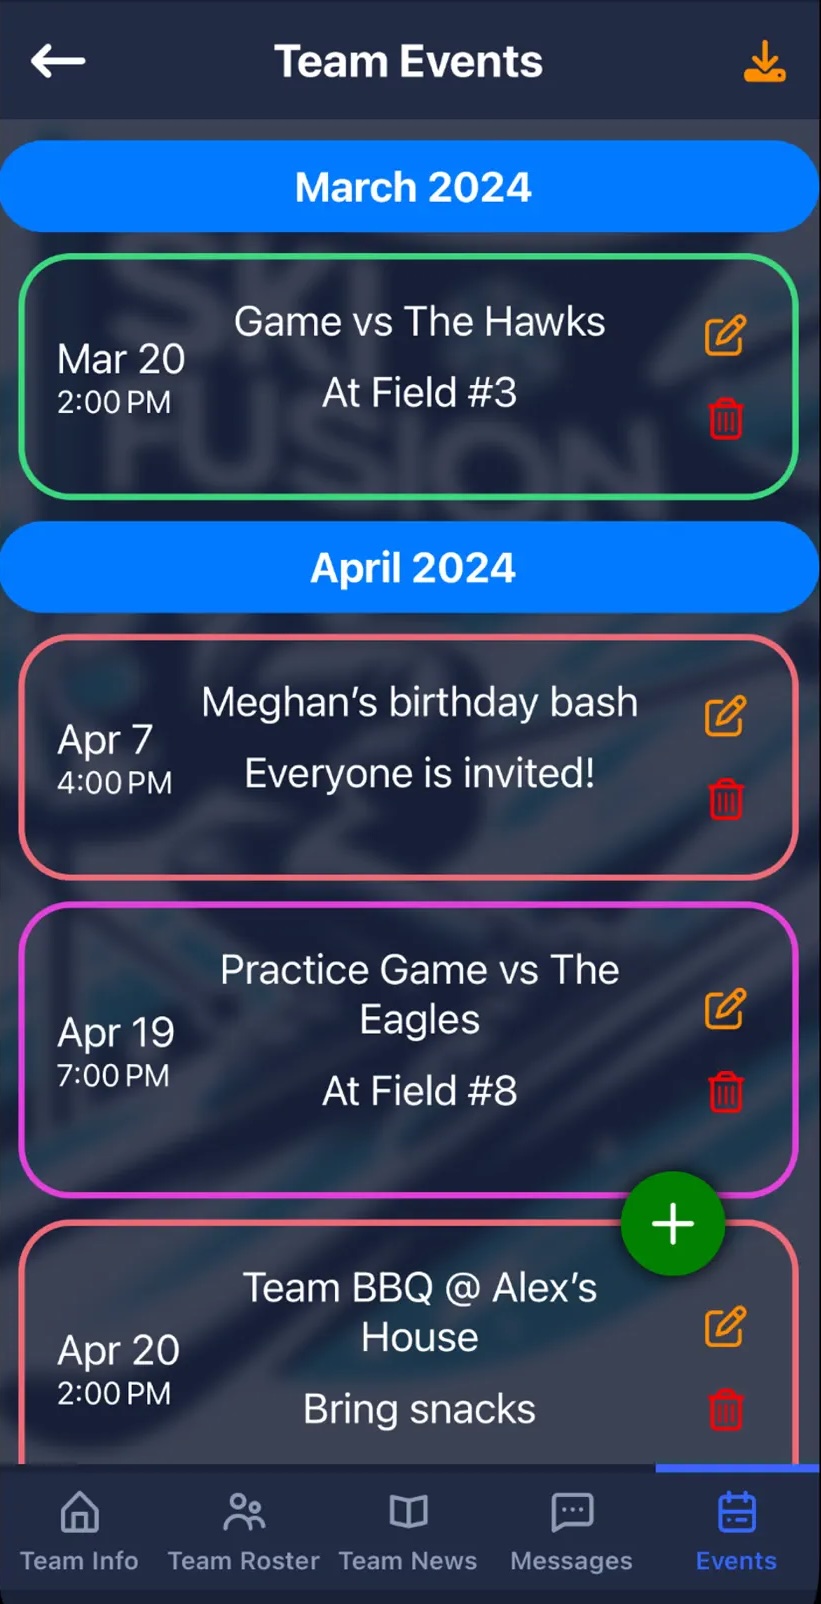 Team Events
March 2024
Mar 20
2:00 PM
Game vs The Hawks
At Field #3
SKI
FUSION
April 2024
Apr 7
4:00 PM
Meghan’s birthday bash
Everyone is invited!
Apr 19
7:00 PM
Practice Game vs The
Eagles
At Field #8
Apr 20
2:00 PM
Team BBQ @ Alex’s
House
Bring snacks
Team Info
Team Roster
Team News
Messages
Events